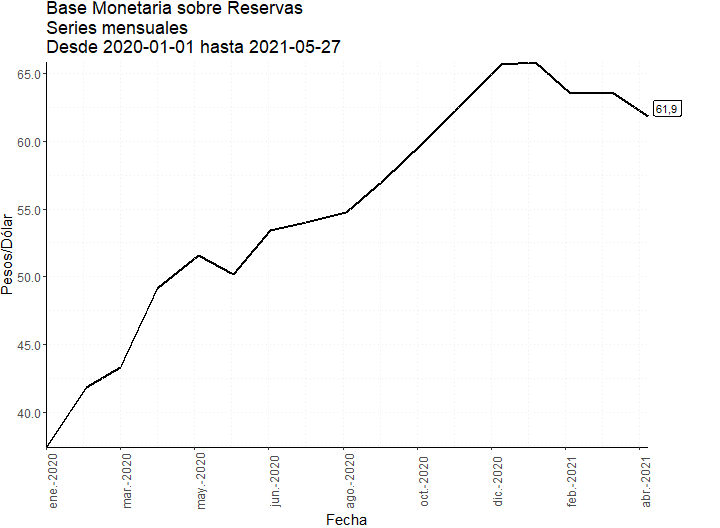 Base Monetaria sobre Reservas
Series mensuales
Desde 2020-01-01 hasta 2021-05-27
Pesos/Dólar
65.0
60.0
55.0
50.0
45.0
40.0
61,9
ene.-2020
mar.-2020
may.-2020
jun.-2020
ago.-2020
oct.-2020
dic.-2020
feb.-2021
abr.-2021
Fecha